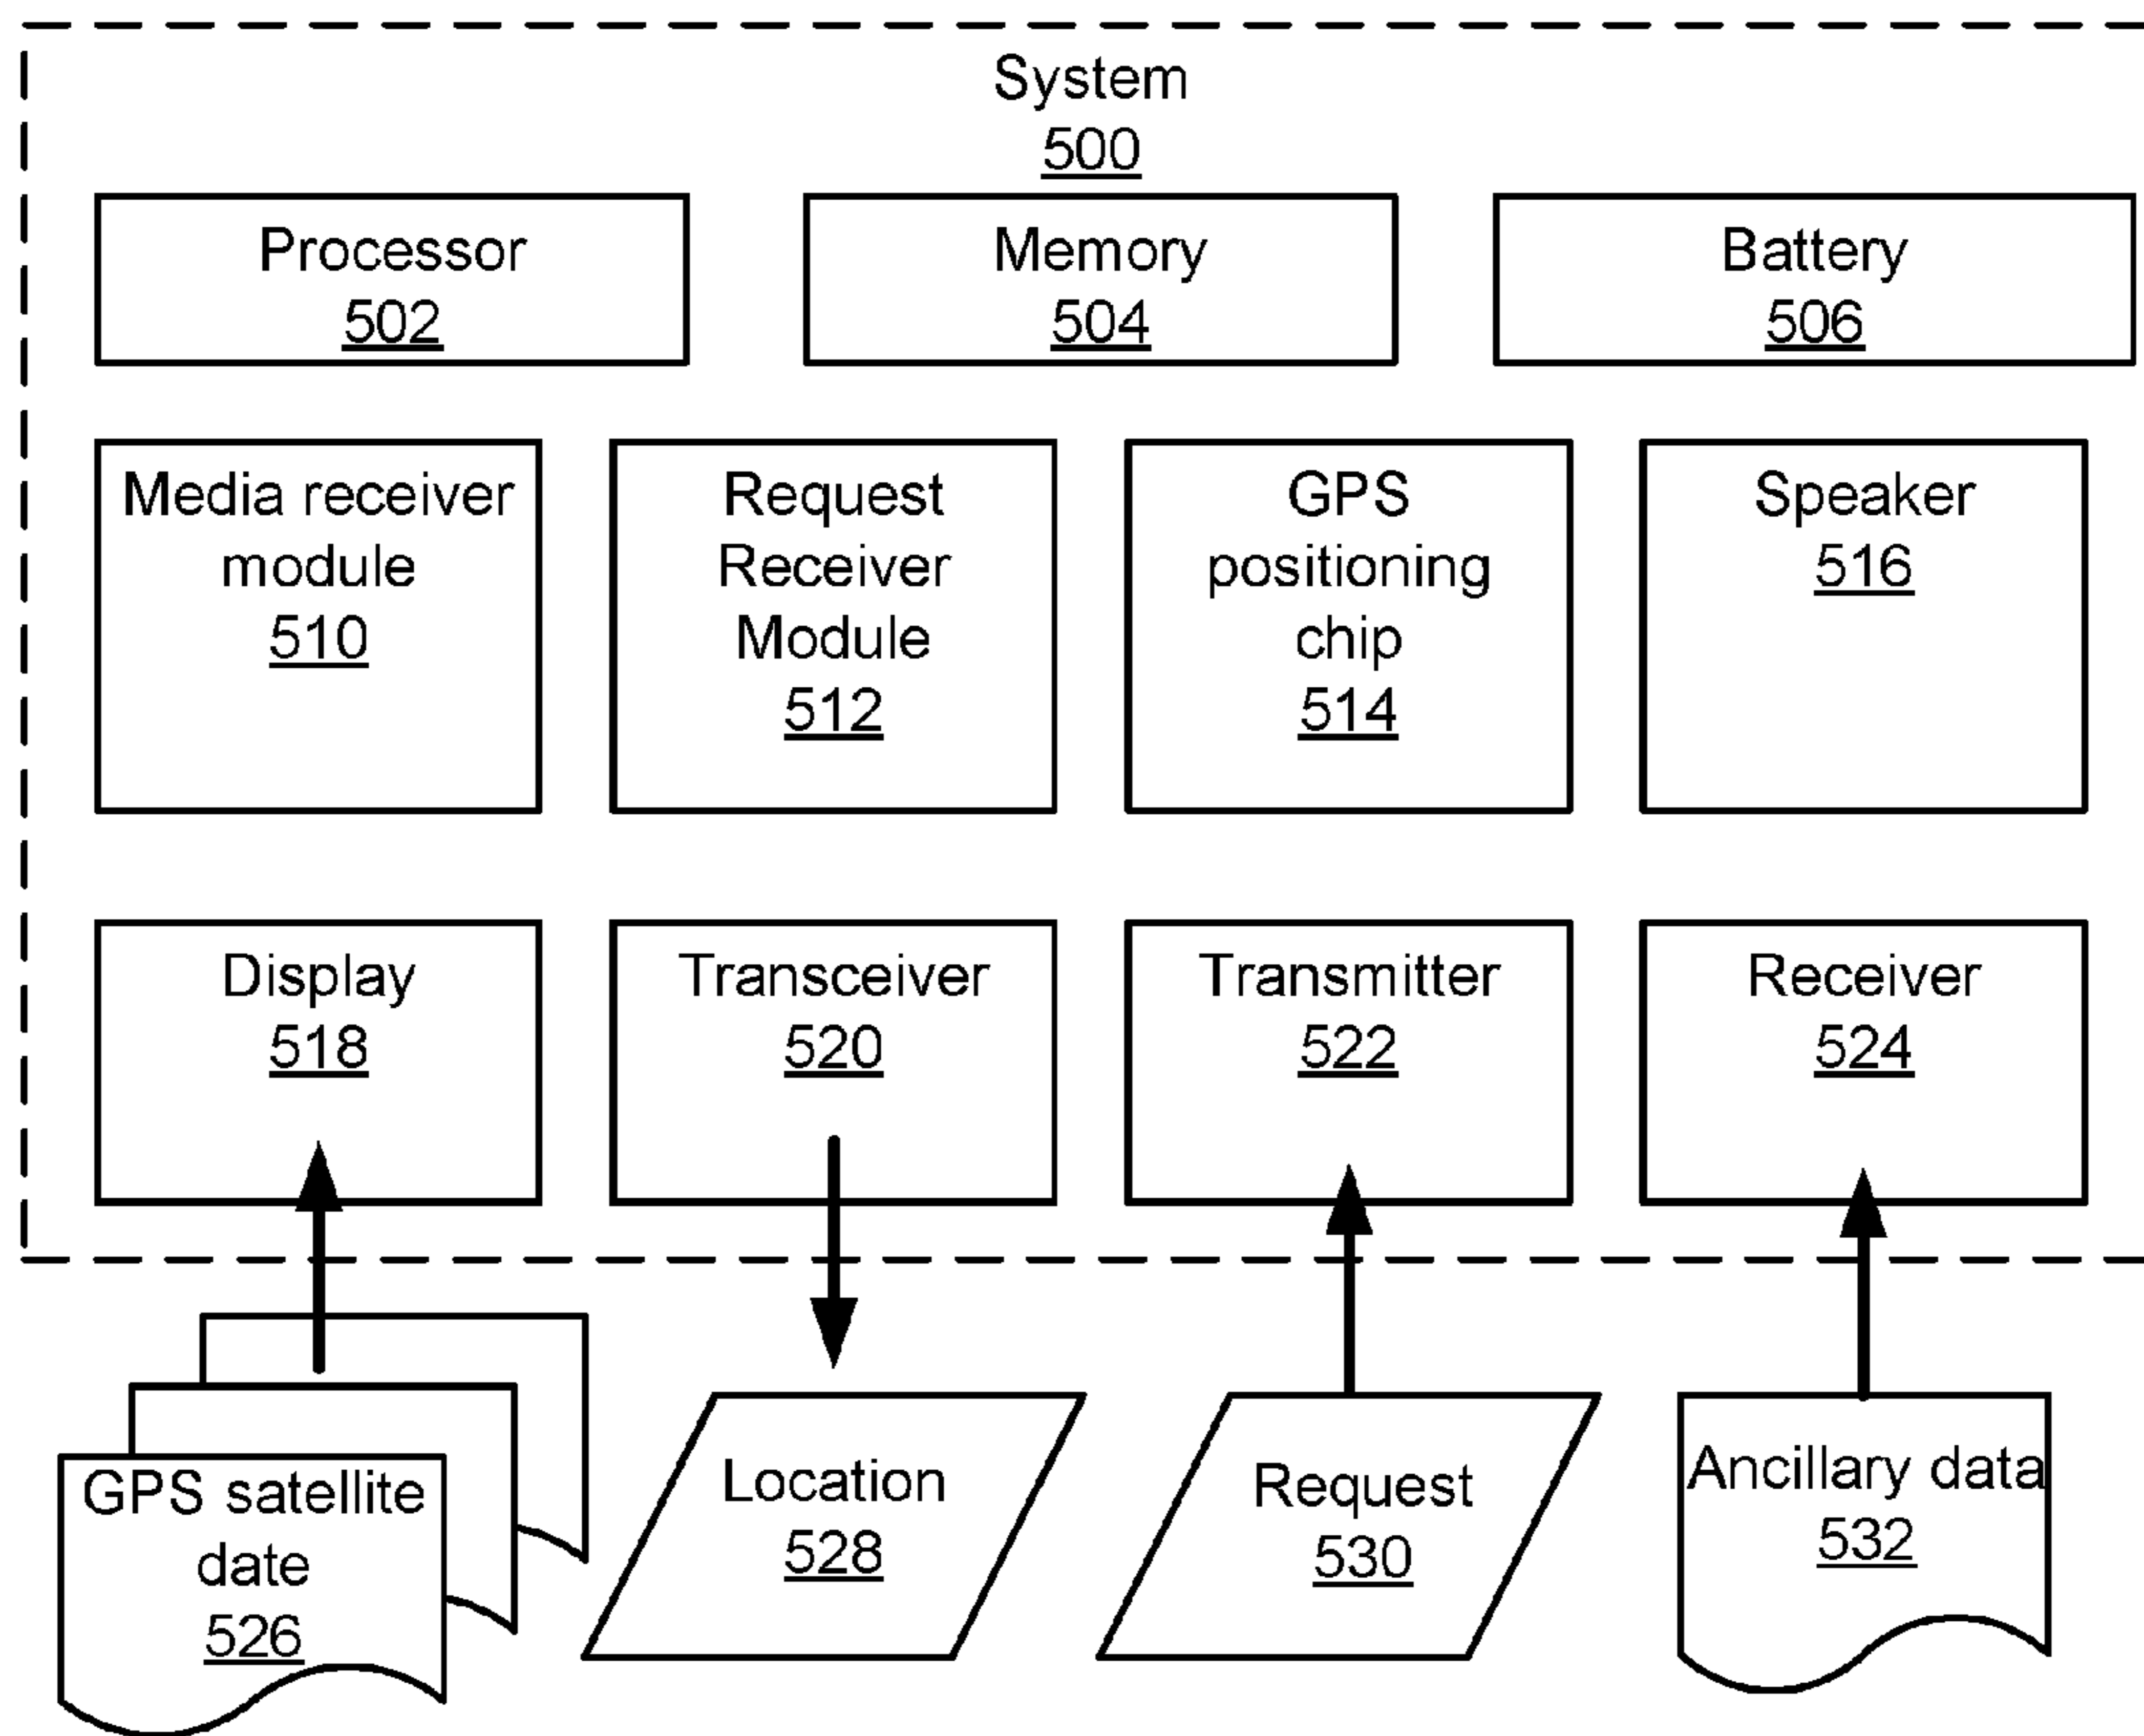 System
500
Processor
502
Memory
504
Battery
506
Media receiver
module
510
Request
Receiver
Module
512
GPS
positioning
chip
514
Speaker
516
Display
518
Transceiver
520
Transmitter
522
Receiver
524
GPS satellite
date
526
Location
528
Request
530
Ancillary data
532